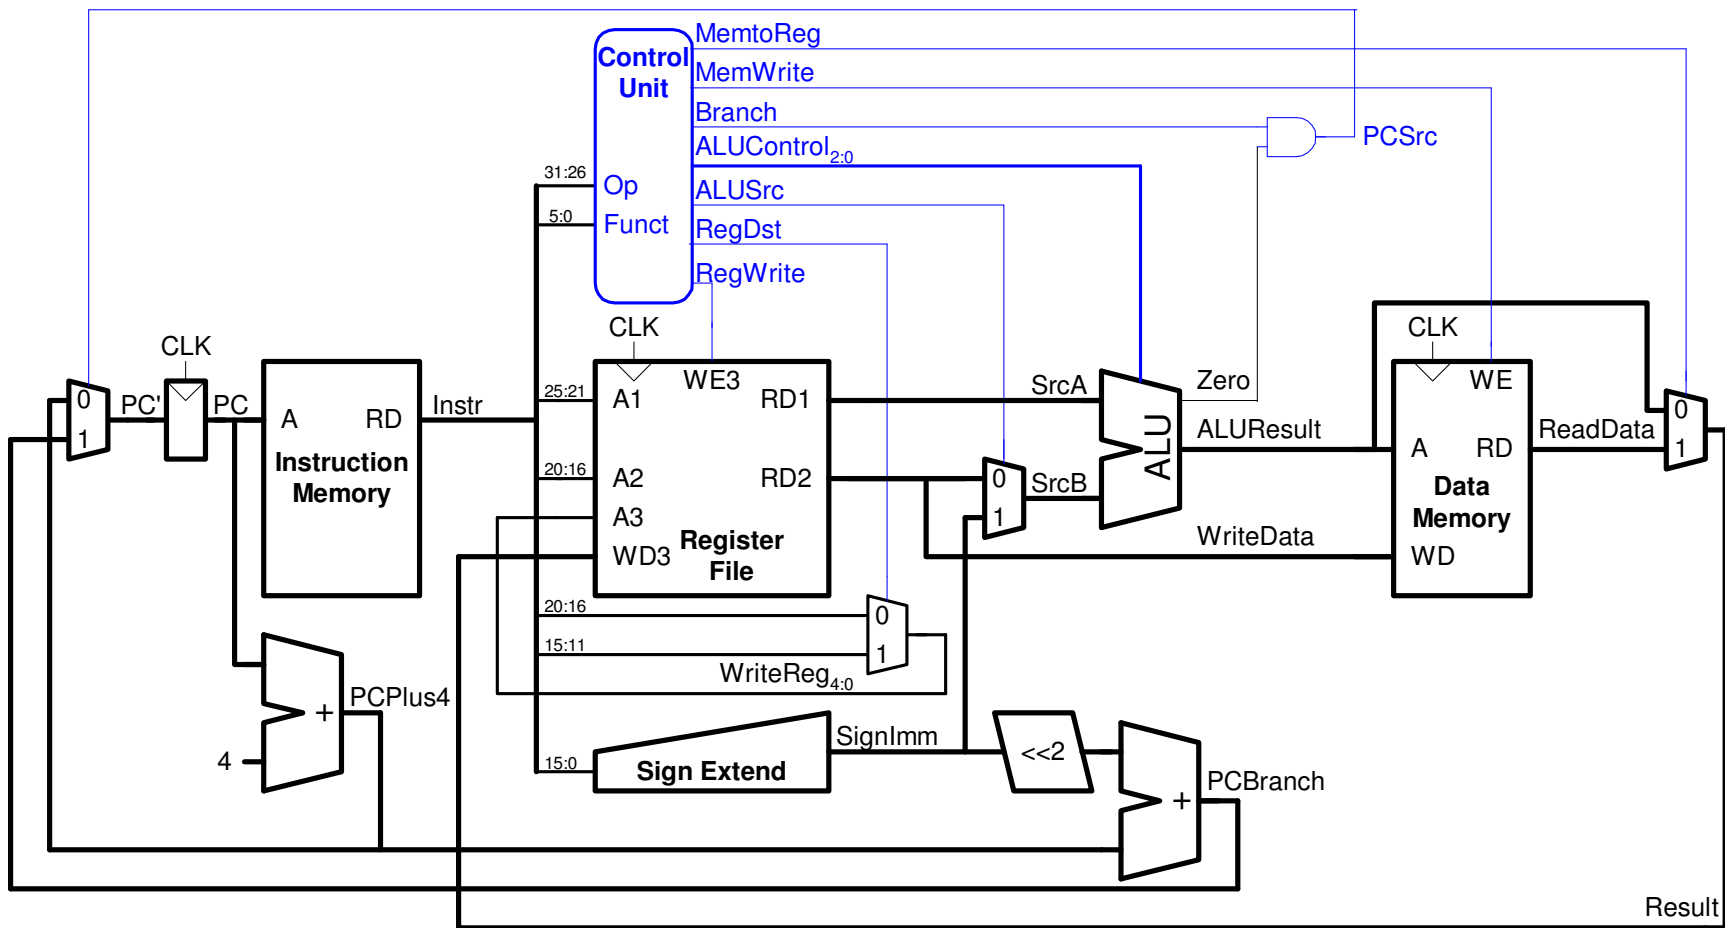 MemtoReg
Control
Unit
MemWrite
Branch
PCSrc
ALUControl2:0
31:26
Op
ALUSrc
5:0
Funct
RegDst
RegWrite
CLK
CLK
CLK
WE3
Zero
WE
0
PC'
PC
A
RD
Instr
25:21
A1
RD1
SrcA
0
1
ALU
ALUResult
A
RD
ReadData
0
1
Instruction
Memory
20:16
A2
RD2
0
SrcB
1
Data
Memory
A3
Register
File
WD3
WriteData
WD
20:16
0
15:11
1
WriteReg4:0
PCPlus4
+
4
SignImm
15:0
Sign Extend
<<2
PCBranch
+
Result